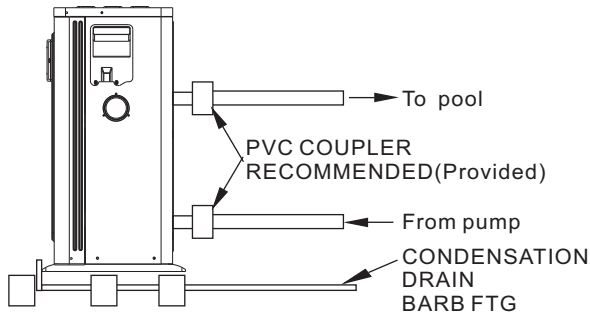 To pool
PVC COUPLER
RECOMMENDED(Provided)
From pump
CONDENSATION
DRAIN
BARB FTG